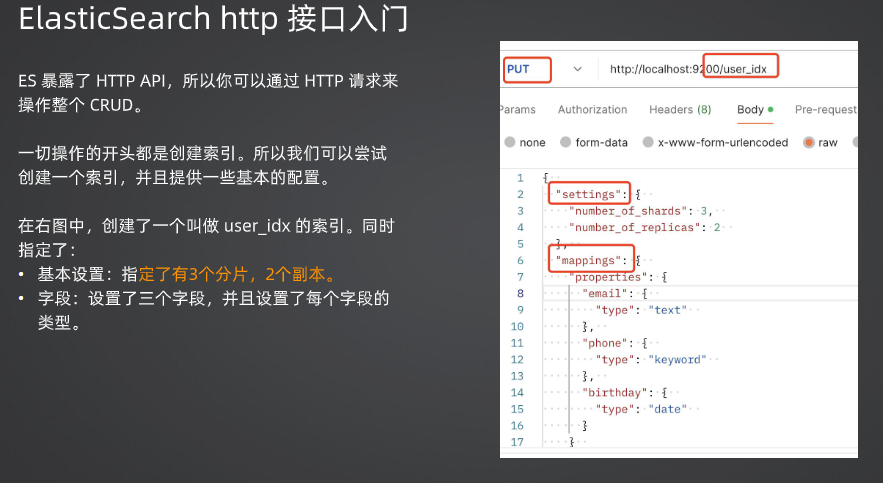 ElasticSearch http 接口入门
ES 暴露了 HTTP API，所以你可以通过 HTTP 请求来
操作整个 CRUD。
一切操作的开头都是创建索引。所以我们可以尝试
创建一个索引，并且提供一些基本的配置。
在右图中，创建了一个叫做 user_idx 的索引。同时
指定了：
• 基本设置：指定了有3个分片，2个副本。
• 字段：设置了三个字段，并且设置了每个字段的
类型。
PUT http://localhost:9200/user_idx
Params Authorization Headers (8) Body Pre-request
none form-data x-www-form-urlencoded raw
1 {
2 "settings": {
3 "number_of_shards": 3,
4 "number_of_replicas": 2
5 },
6 "mappings": {
7 "properties": {
8 "email": {
9 "type": "text"
10 },
11 "phone": {
12 "type": "keyword"
13 },
14 "birthday": {
15 "type": "date"
16 }
17 }